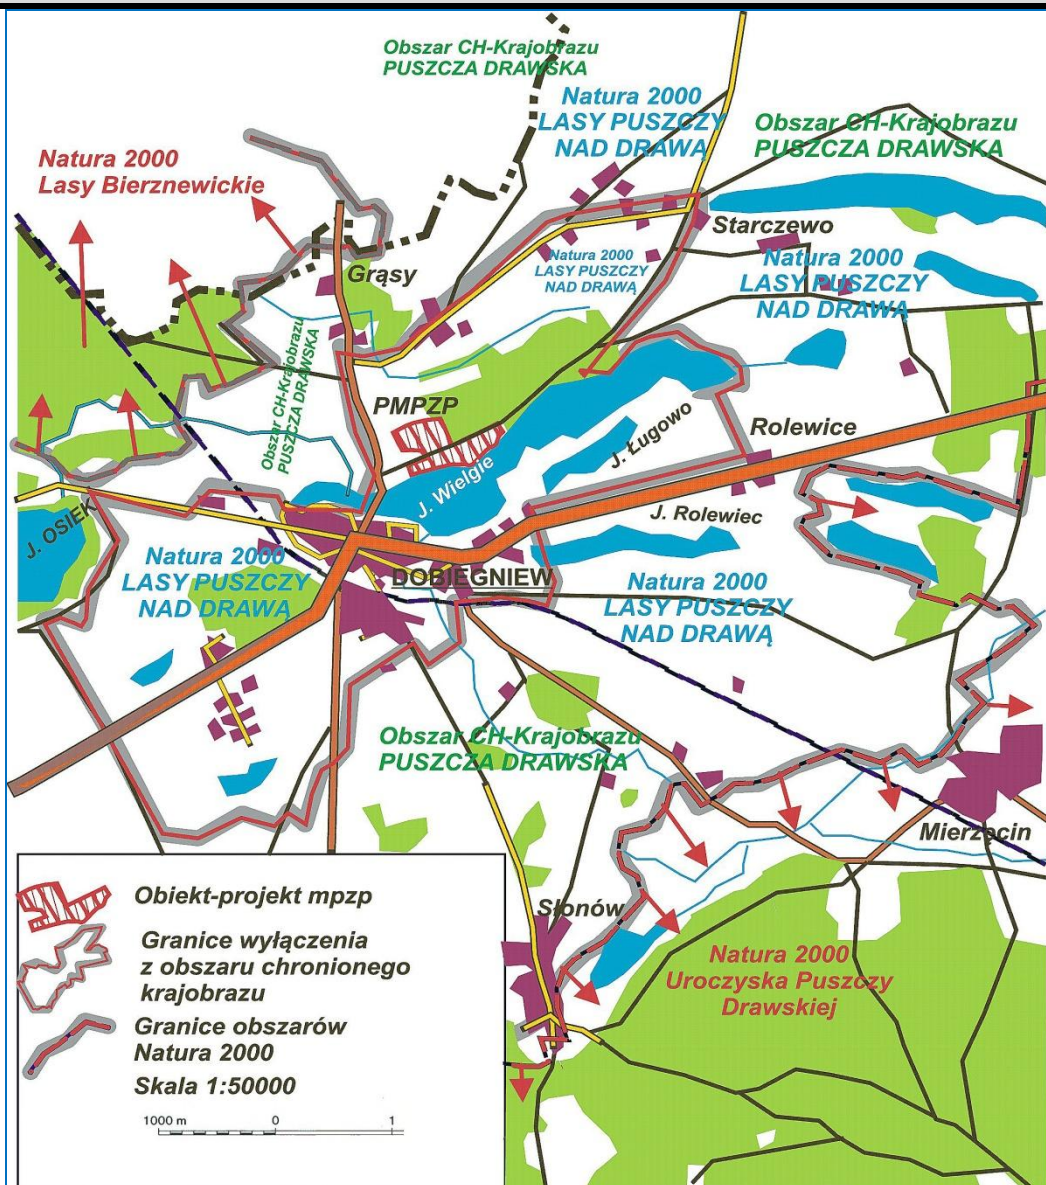 Obszar CH-Krajobrazu
PUSZCZA DRAWSKA
Natura 2000
LASY PUSZCZY
NAD DRAWĄ
Obszar CH-Krajobrazu
PUSZCZA DRAWSKA
Natura 2000
Lasy Bierznewickie
Starczewo
Natura 2000
LASY PUSZCZY
NAD DRAWĄ
Natura 2000
LASY PUSZCZY
NAD DRAWĄ
Grąsy
Obszar CH-Krajobrazu
PUSZCZA DRAWSKA
PMPZP
J. Ługowo
Rolewice
J. Wielgie
J. OSIEK
J. Rolewiec
Natura 2000
LASY PUSZCZY
NAD DRAWĄ
DOBIEGNIEW
Natura 2000
LASY PUSZCZY
NAD DRAWĄ
Obszar CH-Krajobrazu
PUSZCZA DRAWSKA
Mierzęcin
Słonów
Natura 2000
Uroczyska Puszczy
Drawskiej
Obiekt-projekt mpzp
Granice wyłączenia
z obszaru chronionego
krajobrazu
Granice obszarów
Natura 2000
Skala 1:50000
1000 m 0 1